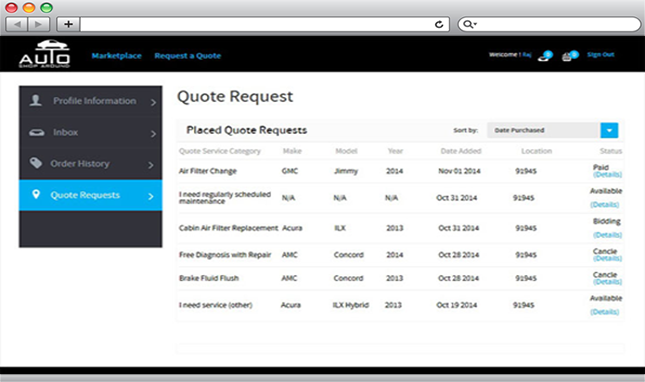 AUTO
SHOP AROUND
Marketplace
Request a Quote
Welcome ! Raj
0
0
Sign Out
Profile Information
Inbox
Order History
Quote Requests
Quote Request
Placed Quote Requests
Sort by:
Date Purchased
Quote Service Category Make Model Year Date Added Location Status
Air Filter Change GMC Jimmy 2014 Nov 01 2014 91945 Paid
(Details)
I need regularly scheduled
maintenance N/A N/A N/A Oct 31 2014 91945 Available
(Details)
Cabin Air Filter Replacement Acura ILX 2013 Oct 31 2014 91945 Bidding
(Details)
Free Diagnosis with Repair AMC Concord 2014 Oct 28 2014 91945 Cancle
(Details)
Brake Fluid Flush AMC Concord 2013 Oct 28 2014 91945 Cancle
(Details)
I need service (other) Acura ILX Hybrid 2013 Oct 19 2014 91945 Available
(Details)